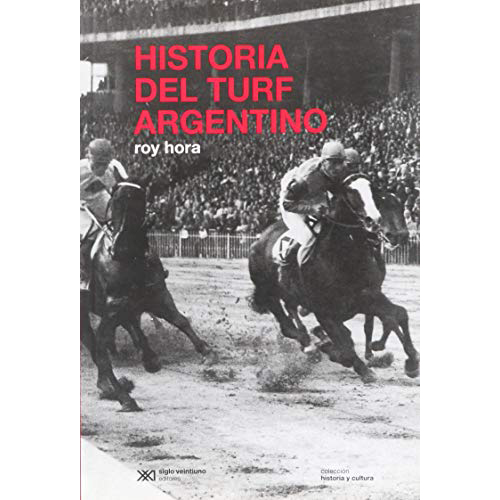 HISTORIA
DEL TURF
ARGENTINO
roy hora
siglo veintiuno
editores
colección
historia y cultura